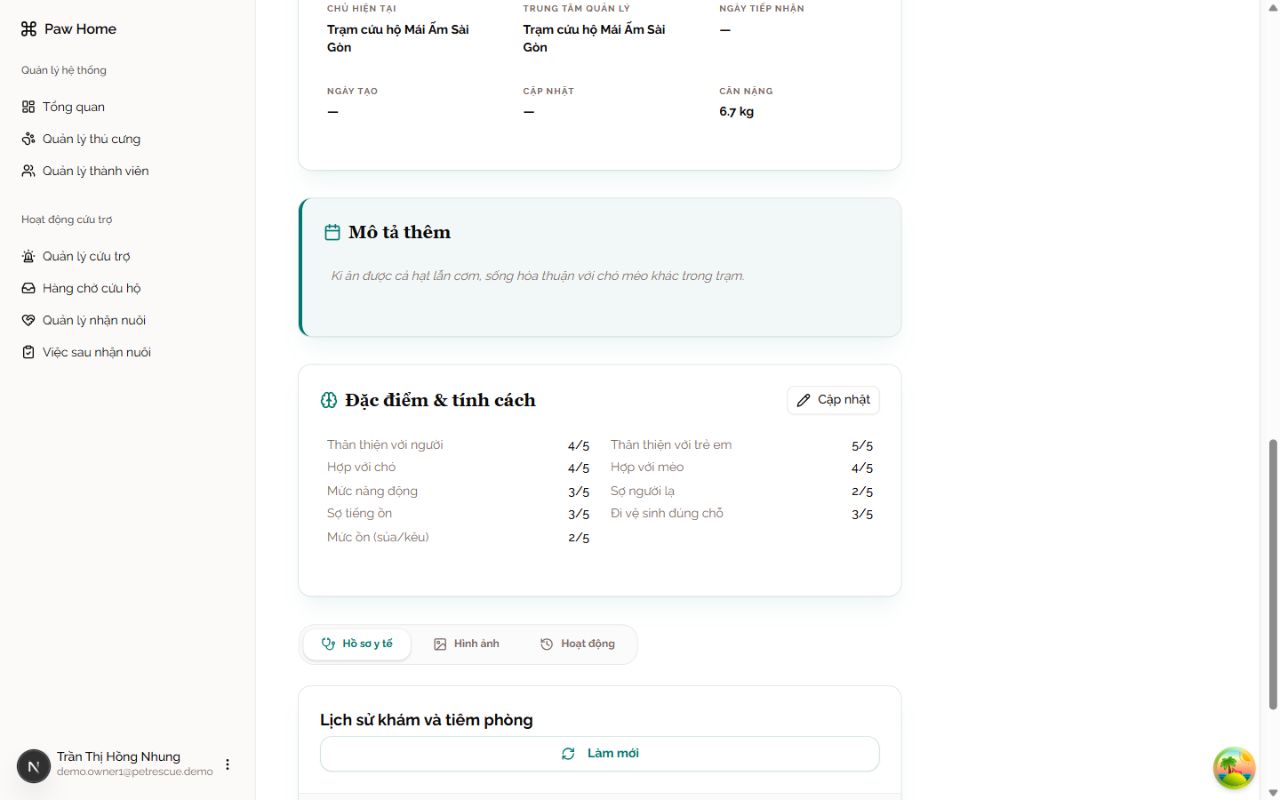 Paw Home
Quản lý hệ thống
Tổng quan
Quản lý thú cưng
Quản lý thành viên
Hoạt động cứu trợ
Quản lý cứu trợ
Hàng chờ cứu hộ
Quản lý nhận nuôi
Việc sau nhận nuôi
N
Trần Thị Hồng Nhung
demo.owner1@petrescue.demo
CHỦ HIỆN TẠI
TRUNG TÂM QUẢN LÝ
NGÀY TIẾP NHẬN
Trạm cứu hộ Mái Ấm Sài Gòn
Trạm cứu hộ Mái Ấm Sài Gòn
—
NGÀY TẠO
CẬP NHẬT
CÂN NẶNG
—
—
6.7 kg
Mô tả thêm
Ki ăn được cả hạt lẫn cơm, sống hòa thuận với chó mèo khác trong trạm.
Đặc điểm & tính cách
Cập nhật
Thân thiện với người 4/5
Thân thiện với trẻ em 5/5
Hợp với chó 4/5
Hợp với mèo 4/5
Mức năng động 3/5
Sợ người lạ 2/5
Sợ tiếng ồn 3/5
Đi vệ sinh đúng chỗ 3/5
Mức ồn (sủa/kêu) 2/5
Hồ sơ y tế
Hình ảnh
Hoạt động
Lịch sử khám và tiêm phòng
Làm mới